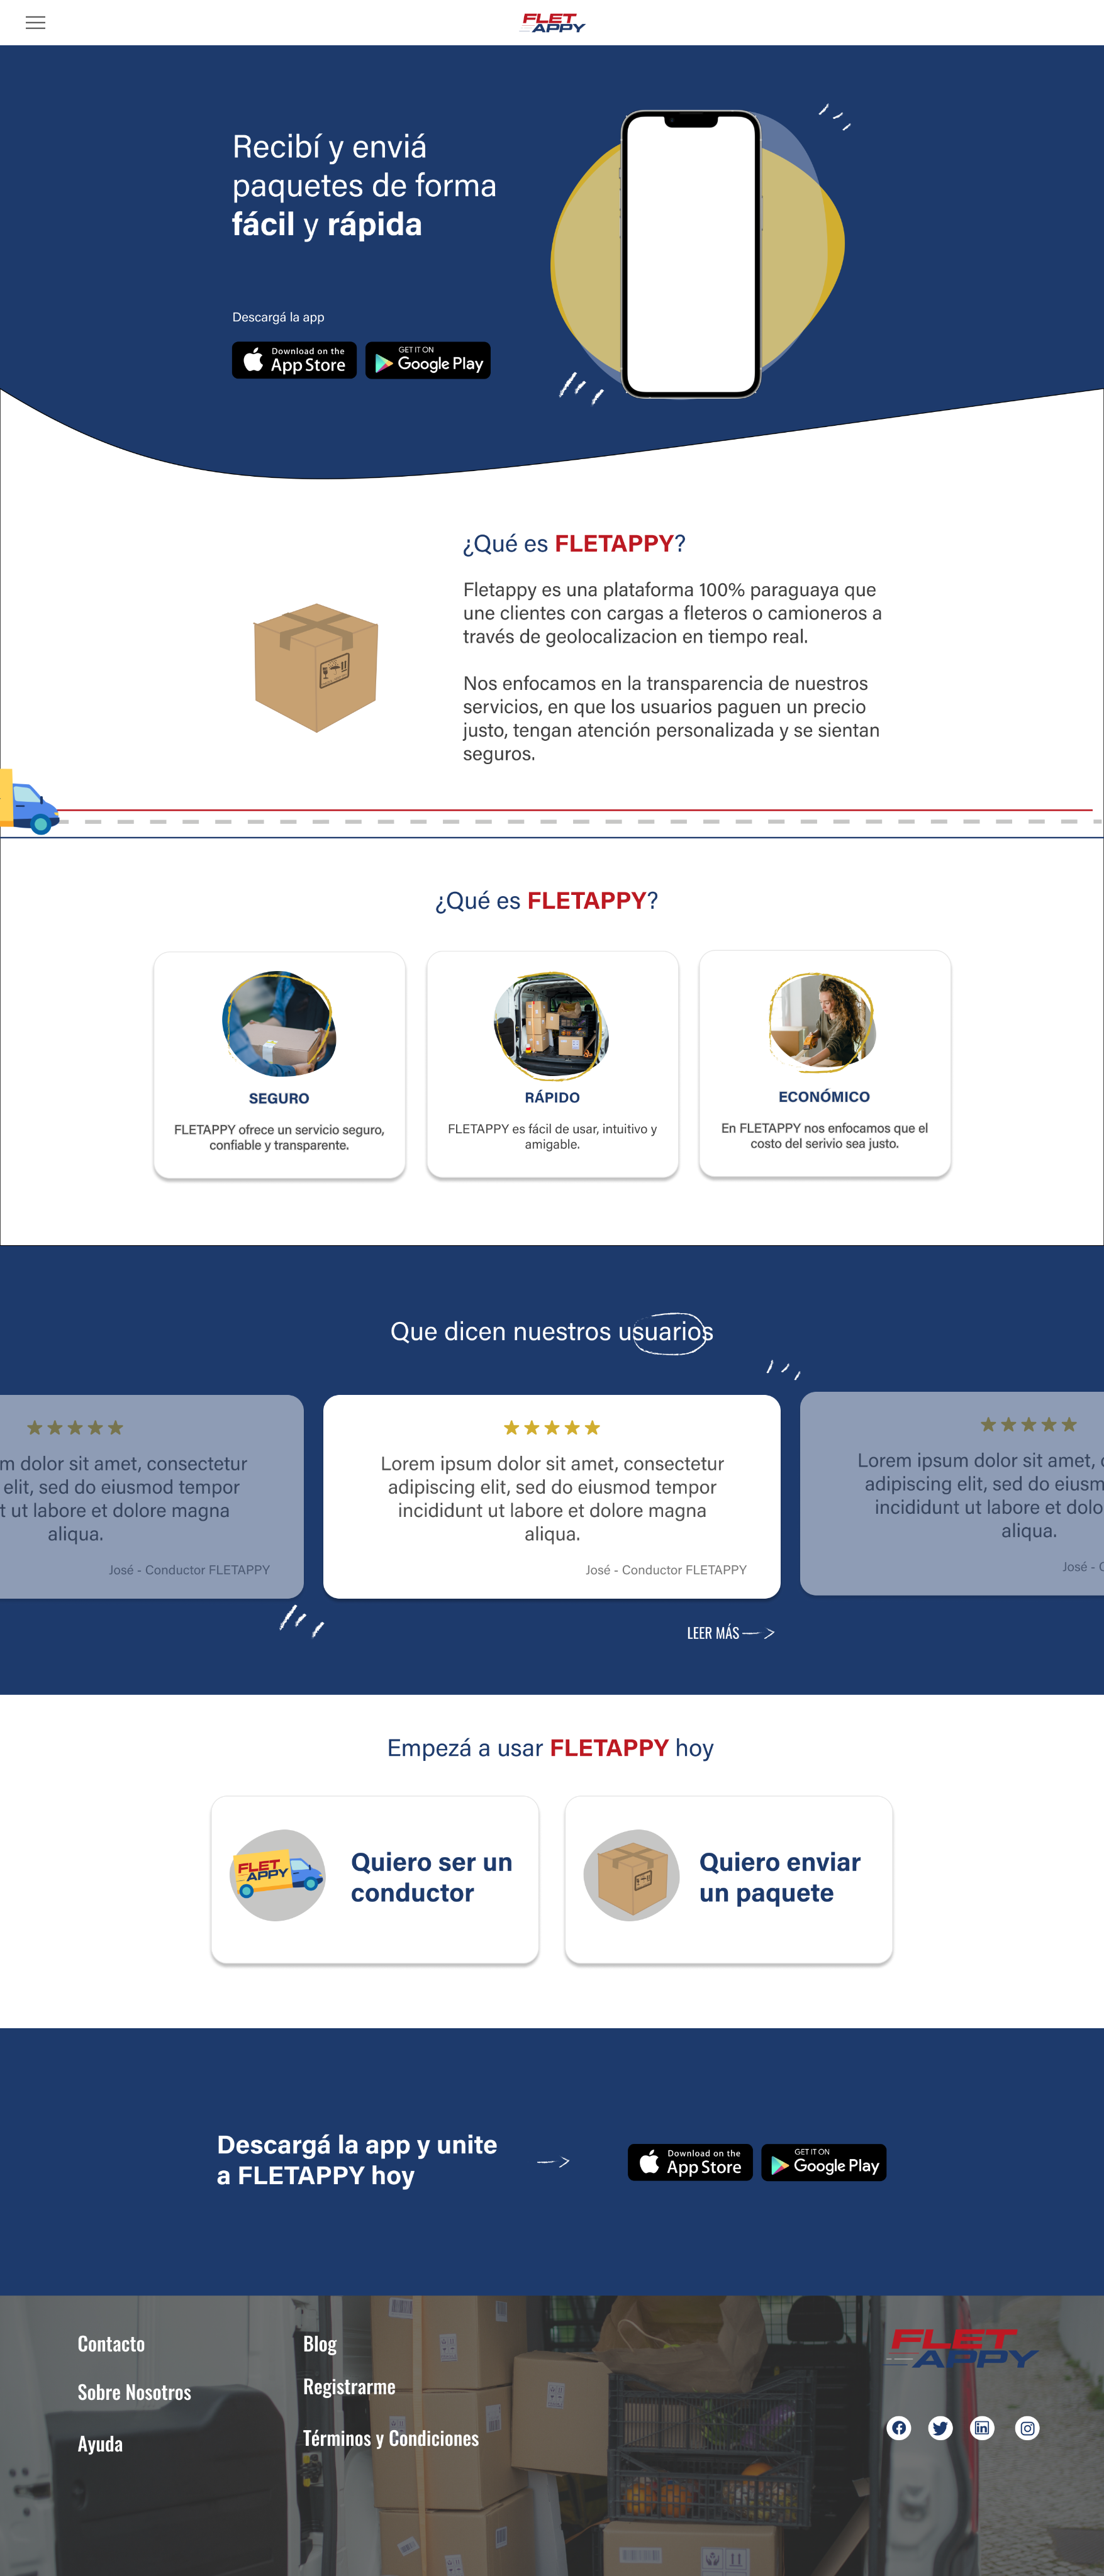 FLET
APPY
Recibí y enviá
paquetes de forma
fácil y rápida
Descargá la app
Download on the
App Store
GET IT ON
Google Play
¿Qué es FLETAPPY?
Fletappy es una plataforma 100% paraguaya que
une clientes con cargas a fleteros o camioneros a
través de geolocalizacion en tiempo real.
Nos enfocamos en la transparencia de nuestros
servicios, en que los usuarios paguen un precio
justo, tengan atención personalizada y se sientan
seguros.
¿Qué es FLETAPPY?
SEGURO
FLETAPPY ofrece un servicio seguro,
confiable y transparente.
RÁPIDO
FLETAPPY es fácil de usar, intuitivo y
amigable.
ECONÓMICO
En FLETAPPY nos enfocamos que el
costo del serivio sea justo.
Que dicen nuestros usuarios
m dolor sit amet, consectetur
elit, sed do eiusmod tempor
t ut labore et dolore magna
aliqua.
José - Conductor FLETAPPY
Lorem ipsum dolor sit amet, consectetur
adipiscing elit, sed do eiusmod tempor
incididunt ut labore et dolore magna
aliqua.
José - Conductor FLETAPPY
Lorem ipsum dolor sit amet, c
adipiscing elit, sed do eiusm
incididunt ut labore et dolo
aliqua.
José - C
LEER MÁS
Empezá a usar FLETAPPY hoy
FLET
APPY
Quiero ser un
conductor
Quiero enviar
un paquete
Descargá la app y unite
a FLETAPPY hoy
Download on the
App Store
GET IT ON
Google Play
Contacto
Sobre Nosotros
Ayuda
Blog
Registrarme
Términos y Condiciones
FLET
APPY